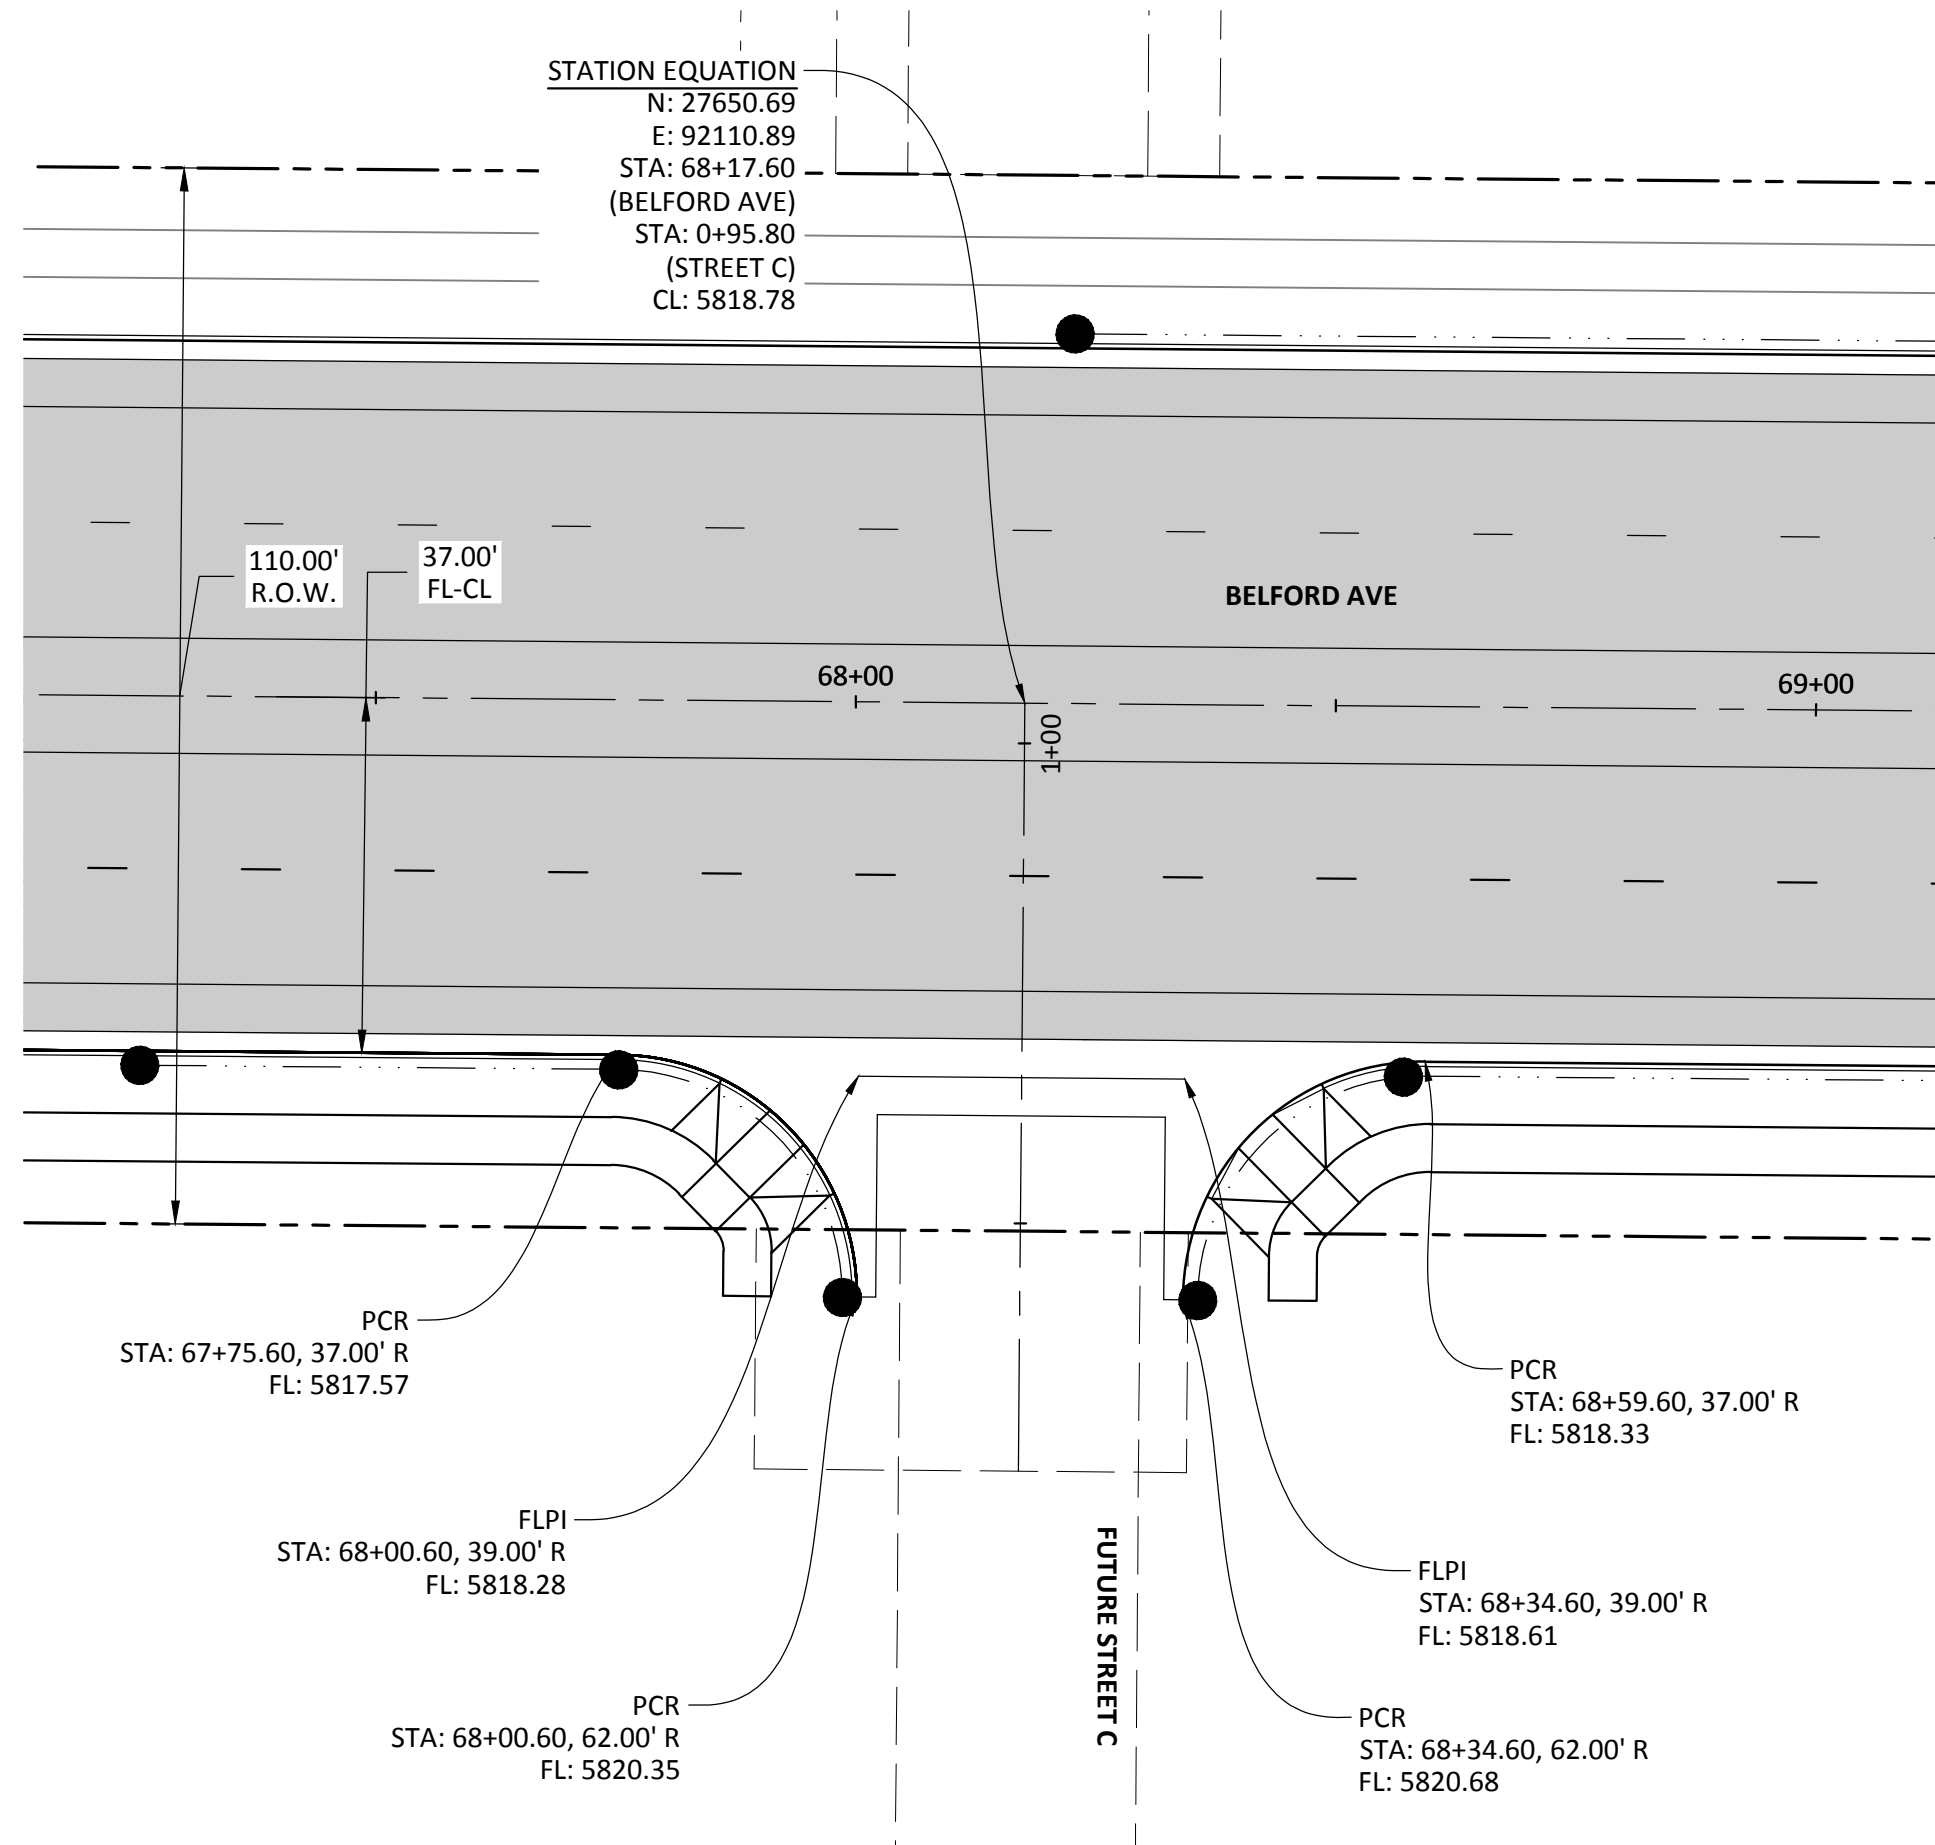 STATION EQUATION
N: 27650.69
E: 92110.89
STA: 68+17.60
(BELFORD AVE)
STA: 0+95.80
(STREET C)
CL: 5818.78
110.00'
R.O.W.
37.00'
FL-CL
BELFORD AVE
68+00
69+00
1+00
PCR
STA: 67+75.60, 37.00' R
FL: 5817.57
PCR
STA: 68+59.60, 37.00' R
FL: 5818.33
FLPI
STA: 68+00.60, 39.00' R
FL: 5818.28
FUTURE STREET C
FLPI
STA: 68+34.60, 39.00' R
FL: 5818.61
PCR
STA: 68+00.60, 62.00' R
FL: 5820.35
PCR
STA: 68+34.60, 62.00' R
FL: 5820.68